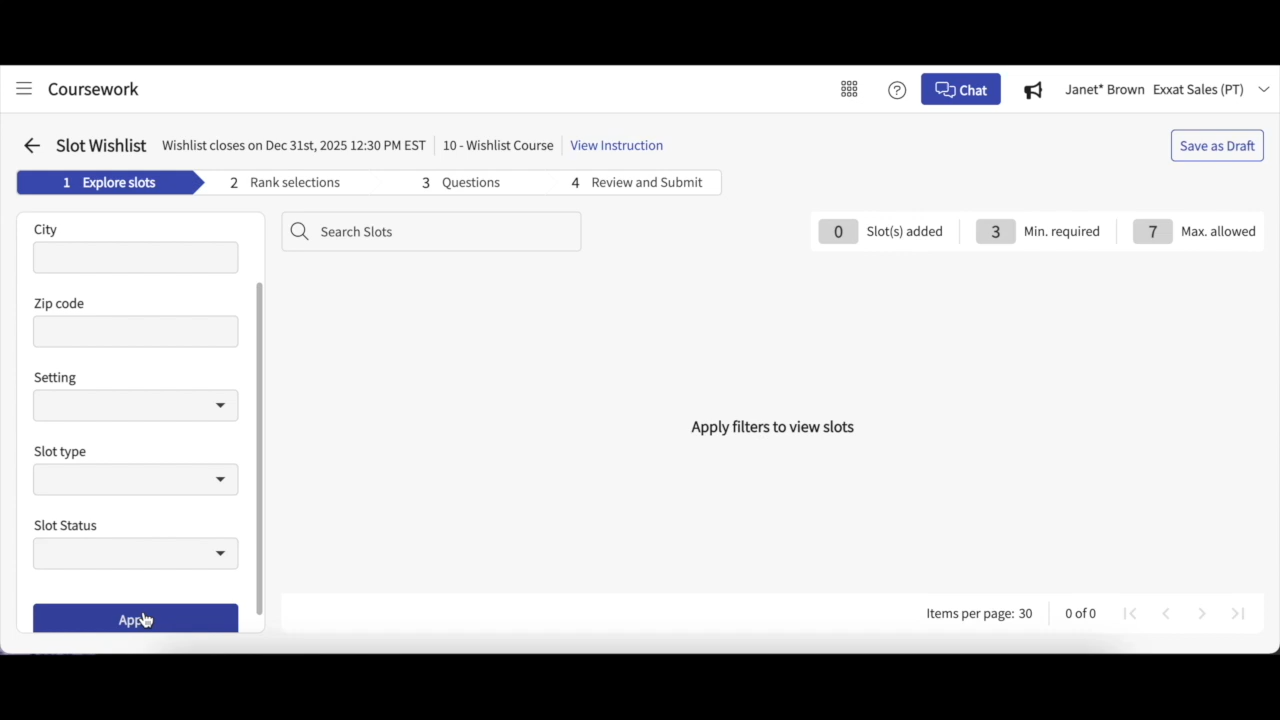 Coursework
Chat
Janet* Brown Exxat Sales (PT)
Slot Wishlist Wishlist closes on Dec 31st, 2025 12:30 PM EST 10 - Wishlist Course View Instruction
Save as Draft
1 Explore slots 2 Rank selections 3 Questions 4 Review and Submit
City
Search Slots
0 Slot(s) added 3 Min. required 7 Max. allowed
Zip code
Setting
Apply filters to view slots
Slot type
Slot Status
Apply
Items per page: 30 0 of 0